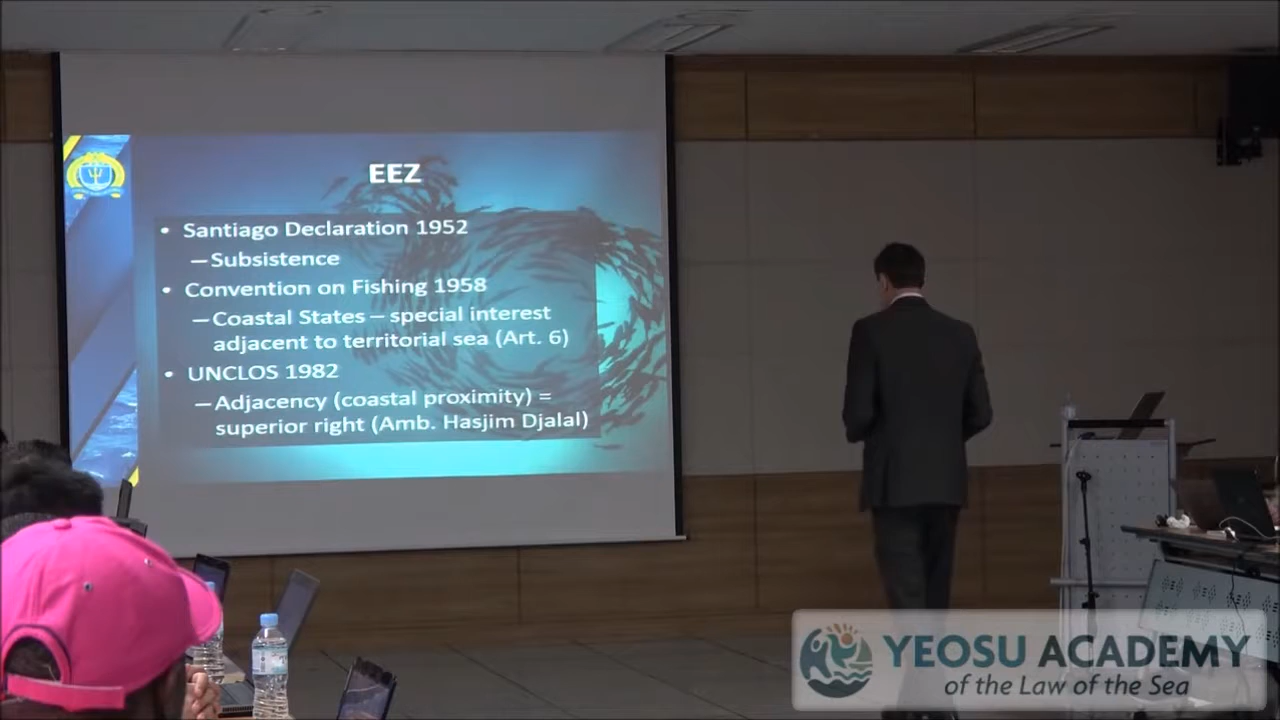 EEZ
• Santiago Declaration 1952
–Subsistence
• Convention on Fishing 1958
–Coastal States – special interest
adjacent to territorial sea (Art. 6)
• UNCLOS 1982
–Adjacency (coastal proximity) =
superior right (Amb. Hasjim Djalal)
YEOSU ACADEMY
of the Law of the Sea